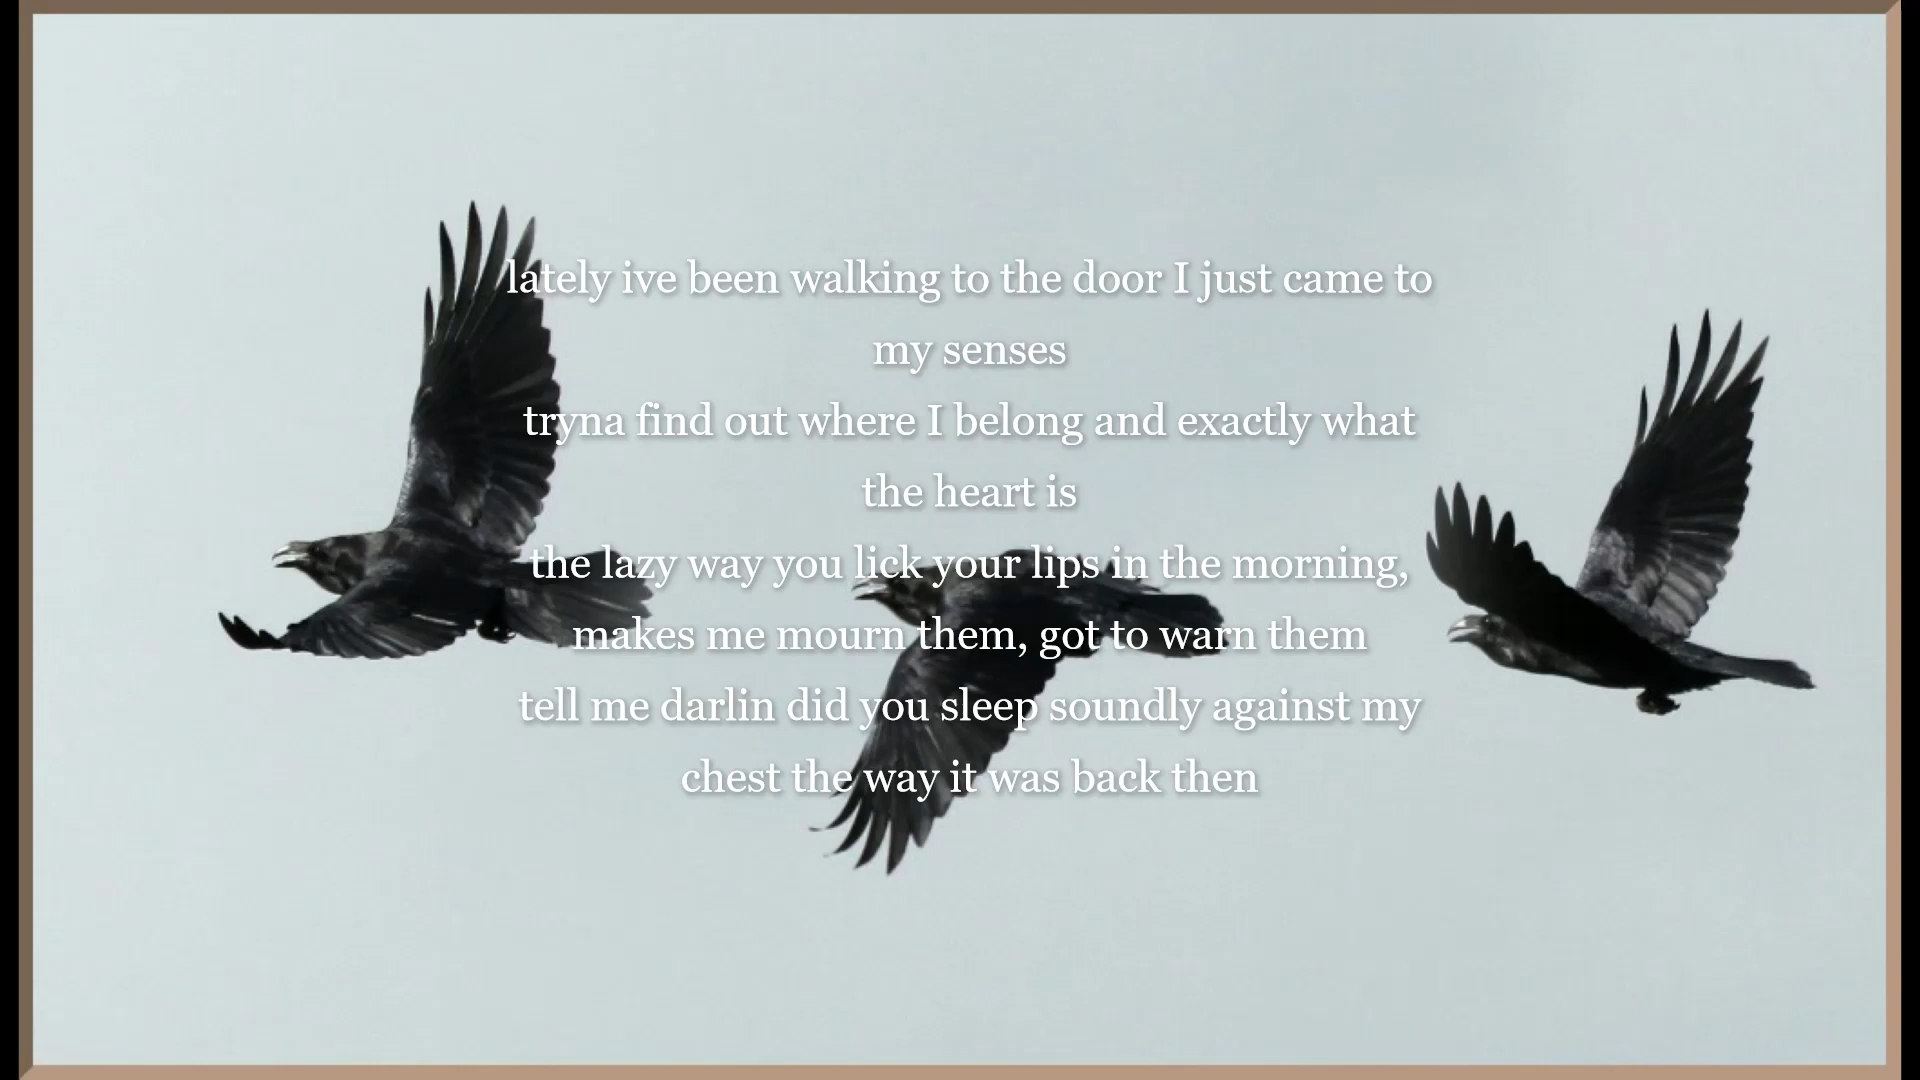 lately ive been walking to the door I just came to
my senses
tryna find out where I belong and exactly what
the heart is
the lazy way you lick your lips in the morning,
makes me mourn them, got to warn them
tell me darlin did you sleep soundly against my
chest the way it was back then